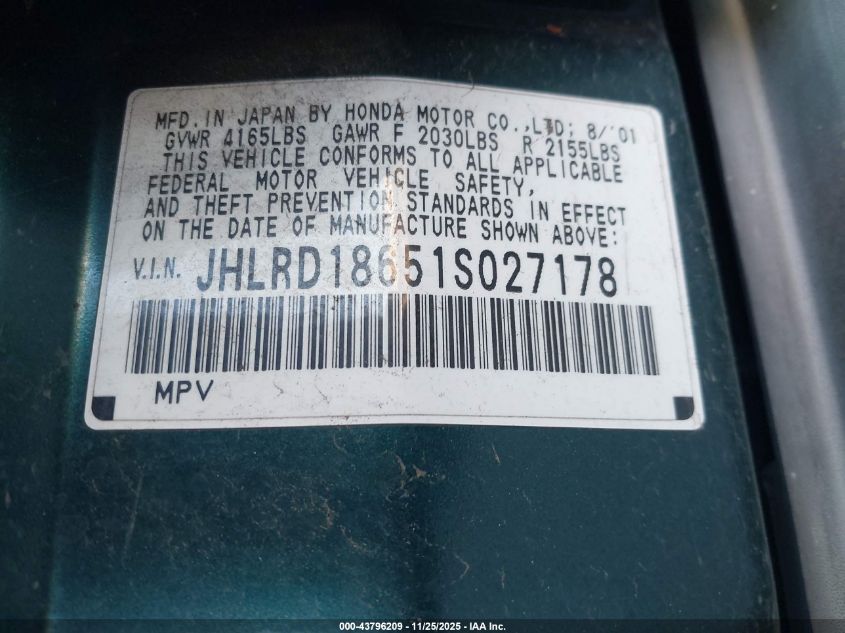 MFD. IN JAPAN BY HONDA MOTOR CO., LTD; 8/'01
GVWR 4165LBS GAWR F 2030LBS R 2155LBS
THIS VEHICLE CONFORMS TO ALL APPLICABLE
FEDERAL MOTOR VEHICLE SAFETY,
AND THEFT PREVENTION STANDARDS IN EFFECT
ON THE DATE OF MANUFACTURE SHOWN ABOVE:
V.I.N. JHLRD18651S027178
MPV
000-43796209 — 11/25/2025 — IAA Inc.